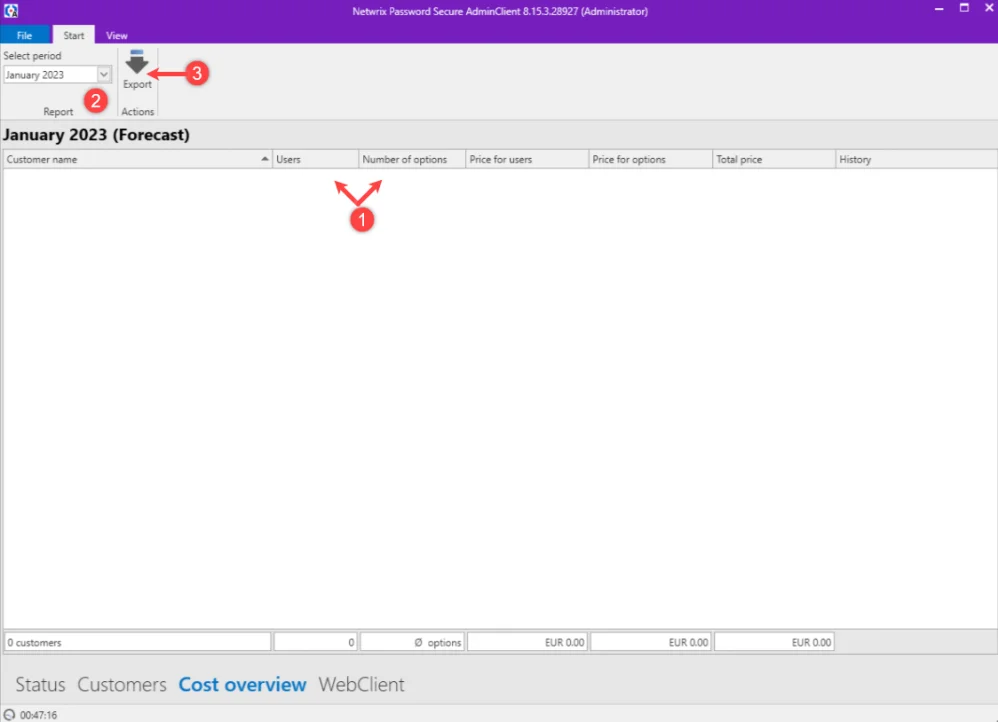 Netwrix Password Secure AdminClient 8.15.3.28927 (Administrator)
File Start View
Select period
January 2023
Export
3
2
Report Actions
January 2023 (Forecast)
Customer name Users Number of options Price for users Price for options Total price History
1
0 customers 0 Ø options EUR 0.00 EUR 0.00 EUR 0.00
Status Customers Cost overview WebClient
00:47:16